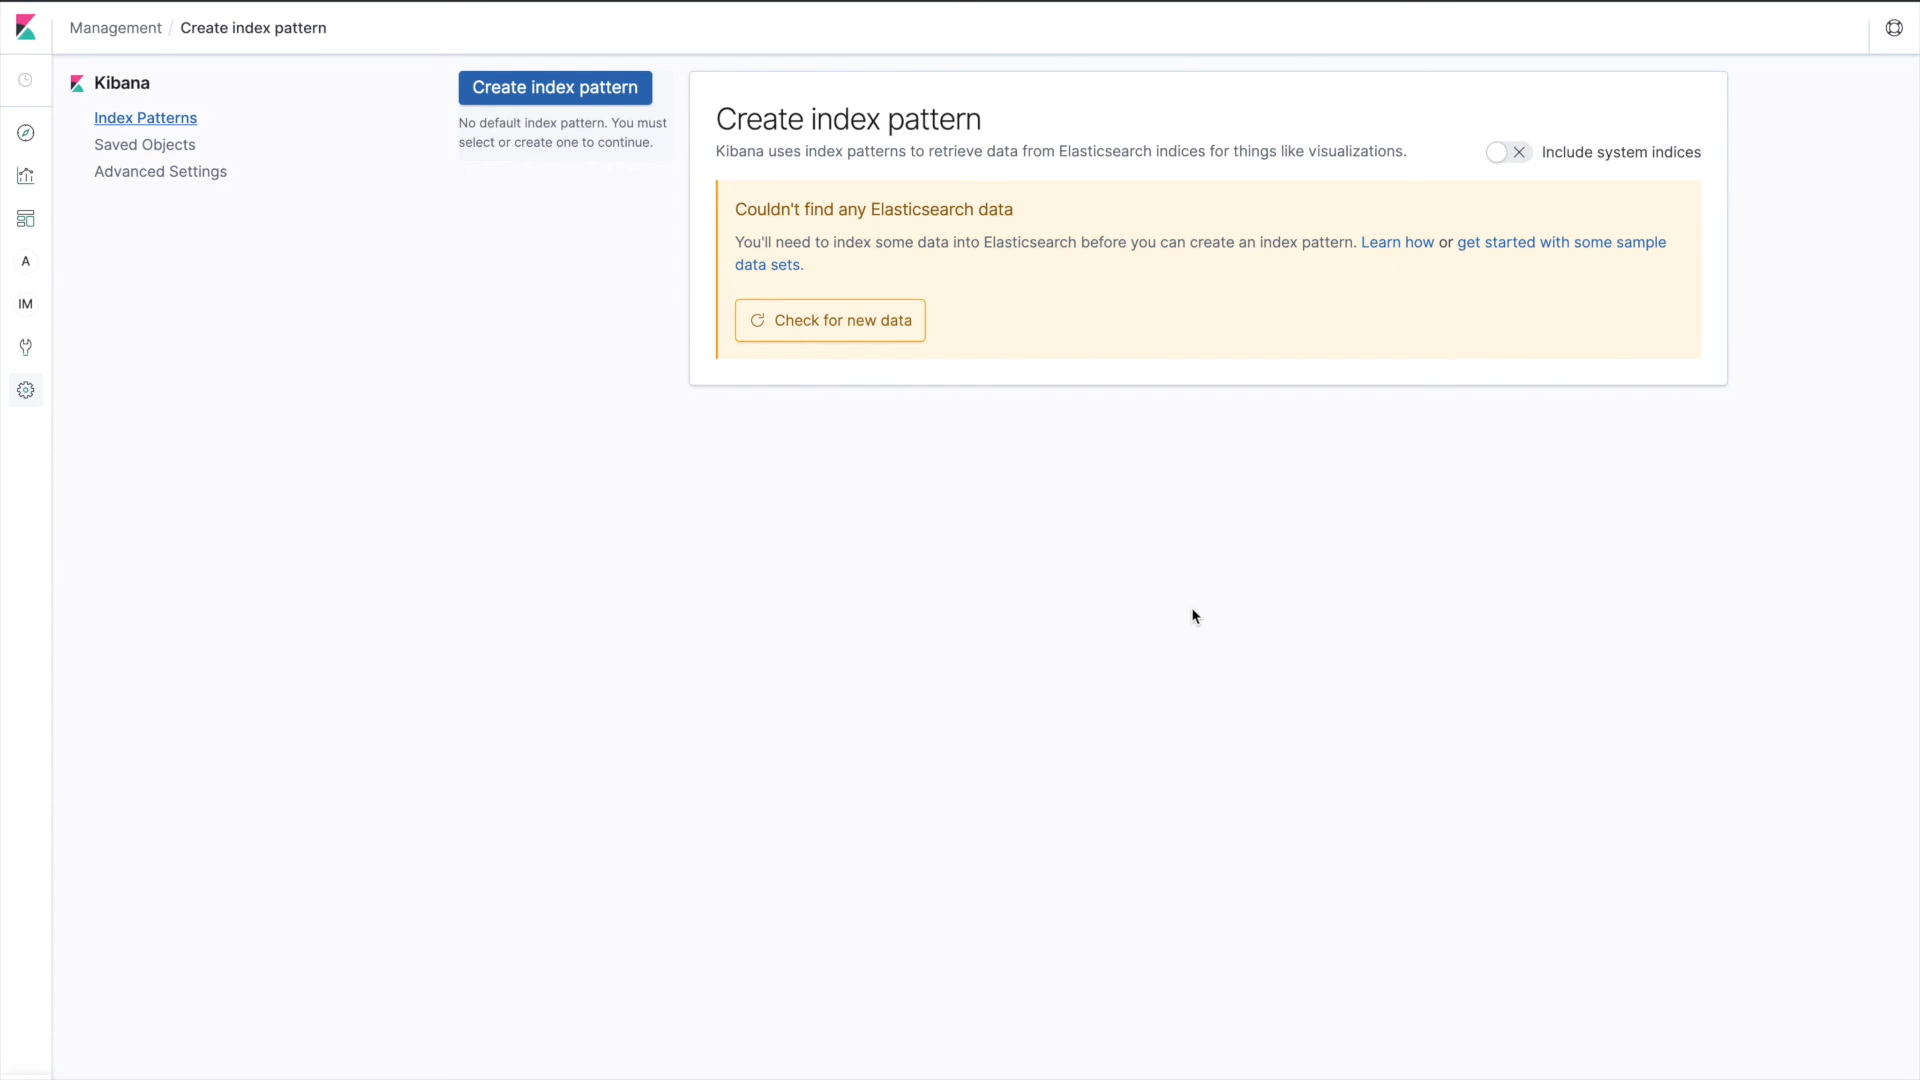 Management / Create index pattern
Kibana
Index Patterns
Saved Objects
Advanced Settings
A
IM
Create index pattern
No default index pattern. You must
select or create one to continue.
Create index pattern
Kibana uses index patterns to retrieve data from Elasticsearch indices for things like visualizations.
Include system indices
Couldn't find any Elasticsearch data
You'll need to index some data into Elasticsearch before you can create an index pattern. Learn how or get started with some sample
data sets.
Check for new data